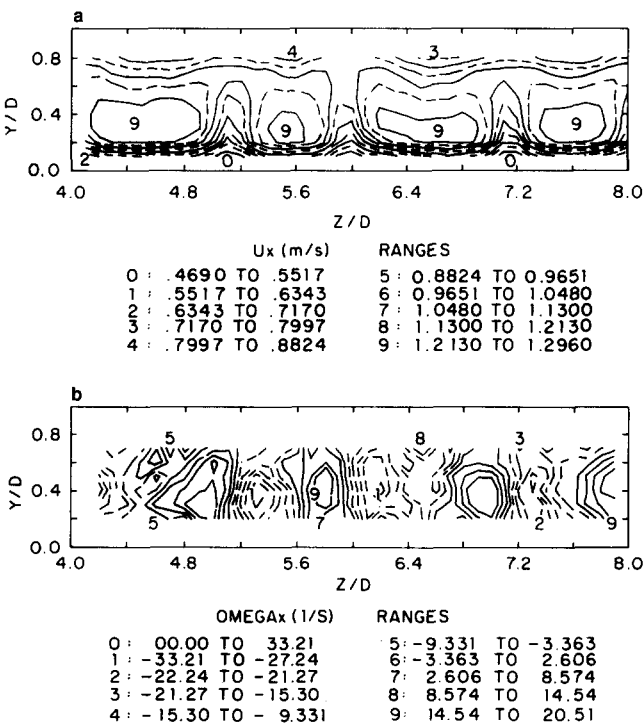 a
0.8
0.4
0.0
Y/D
4 3
9 9 9 9
2 0 0
4.0 4.8 5.6 6.4 7.2 8.0
Z/D
Ux (m/s) RANGES
0 : .4690 TO .5517 5 : 0.8824 TO 0.9651
1 : .5517 TO .6343 6 : 0.9651 TO 1.0480
2 : .6343 TO .7170 7 : 1.0480 TO 1.1300
3 : .7170 TO .7997 8 : 1.1300 TO 1.2130
4 : .7997 TO .8824 9 : 1.2130 TO 1.2960
b
0.8
0.4
0.0
Y/D
5 8 3
9
5 7 2 9
4.0 4.8 5.6 6.4 7.2 8.0
Z/D
OMEGAx (1/S) RANGES
0 : 00.00 TO 33.21 5 : -9.331 TO -3.363
1 : -33.21 TO -27.24 6 : -3.363 TO 2.606
2 : -22.24 TO -21.27 7 : 2.606 TO 8.574
3 : -21.27 TO -15.30 8 : 8.574 TO 14.54
4 : -15.30 TO - 9.331 9 : 14.54 TO 20.51